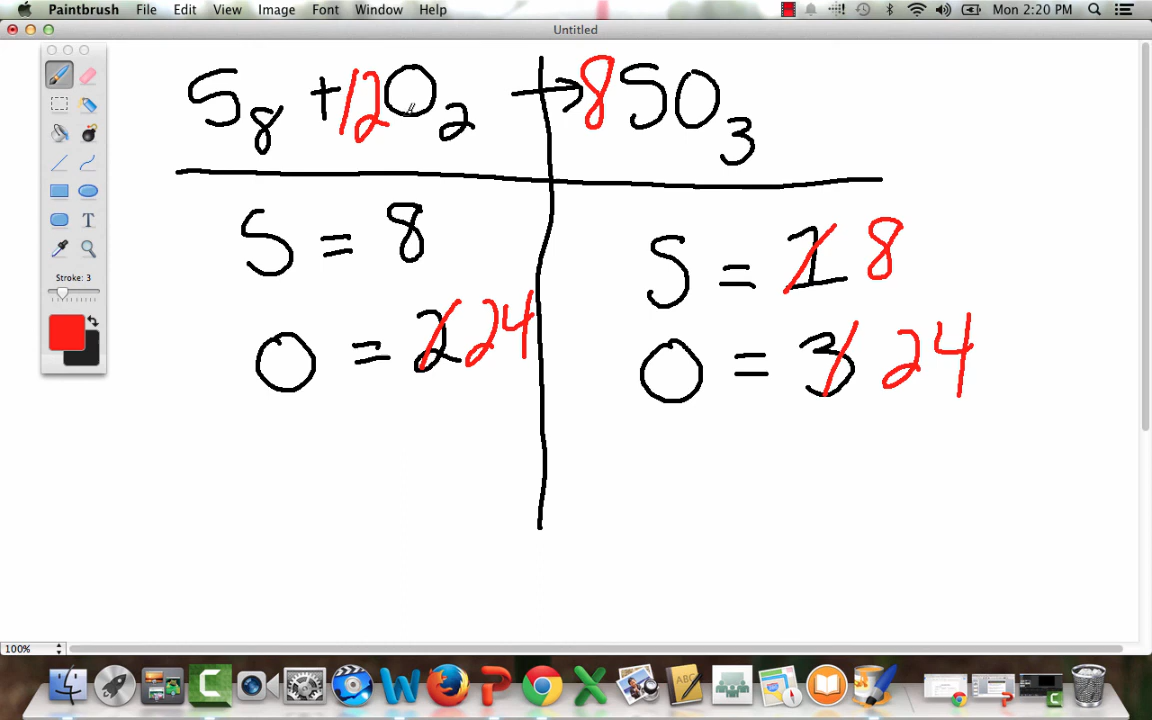 Paintbrush File Edit View Image Font Window Help Mon 2:20 PM
Untitled
S₈ + 12O₂ → 8SO₃
S = 8
S = 1 8
O = 2 24
O = 3 24
T
Stroke: 3
100%